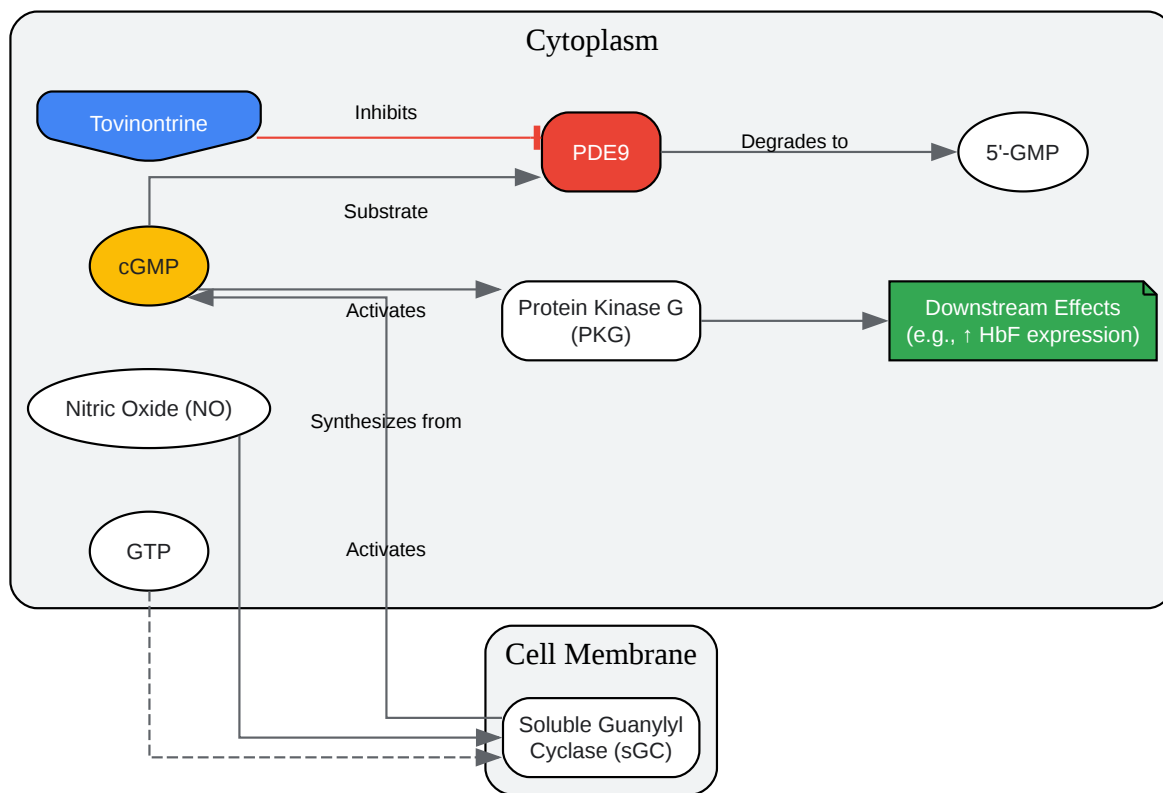 Cytoplasm
Tovinontrine
Inhibits
PDE9
Degrades to
5'-GMP
Substrate
cGMP
Activates
Protein Kinase G
(PKG)
Downstream Effects
(e.g., ↑ HbF expression)
Nitric Oxide (NO)
Synthesizes from
GTP
Activates
Cell Membrane
Soluble Guanylyl
Cyclase (sGC)